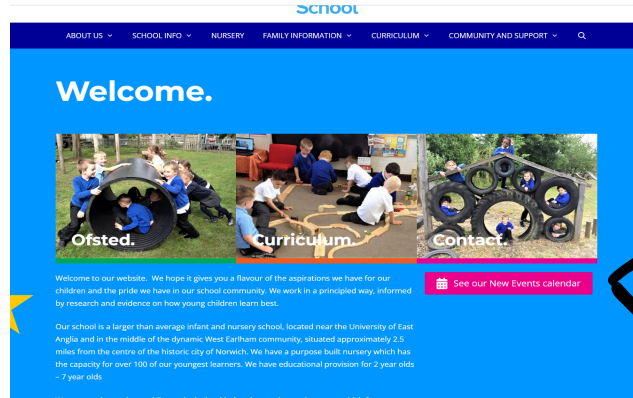 School
ABOUT US
SCHOOL INFO
NURSERY
FAMILY INFORMATION
CURRICULUM
COMMUNITY AND SUPPORT
Welcome.
Ofsted.
Curriculum.
Contact.
Welcome to our website. We hope it gives you a flavour of the aspirations we have for our
children and the pride we have in our school community. We work in a principled way, informed
by research and evidence on how young children learn best.
See our New Events calendar
Our school is a larger than average infant and nursery school, located near the University of East
Anglia and in the middle of the dynamic West Earlham community, situated approximately 2.5
miles from the centre of the historic city of Norwich. We have a purpose built nursery which has
the capacity for over 100 of our youngest learners. We have educational provision for 2 year olds
– 7 year olds